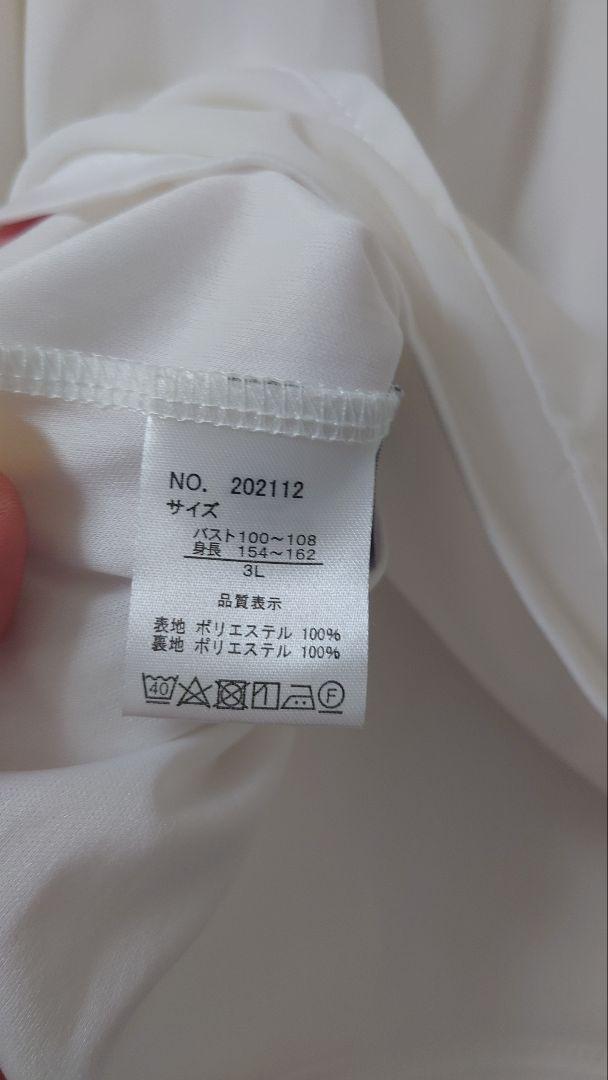 NO. 202112
サイズ
バスト100～108
身長 154～162
3L
品質表示
表地 ポリエステル 100%
裏地 ポリエステル 100%
40 F